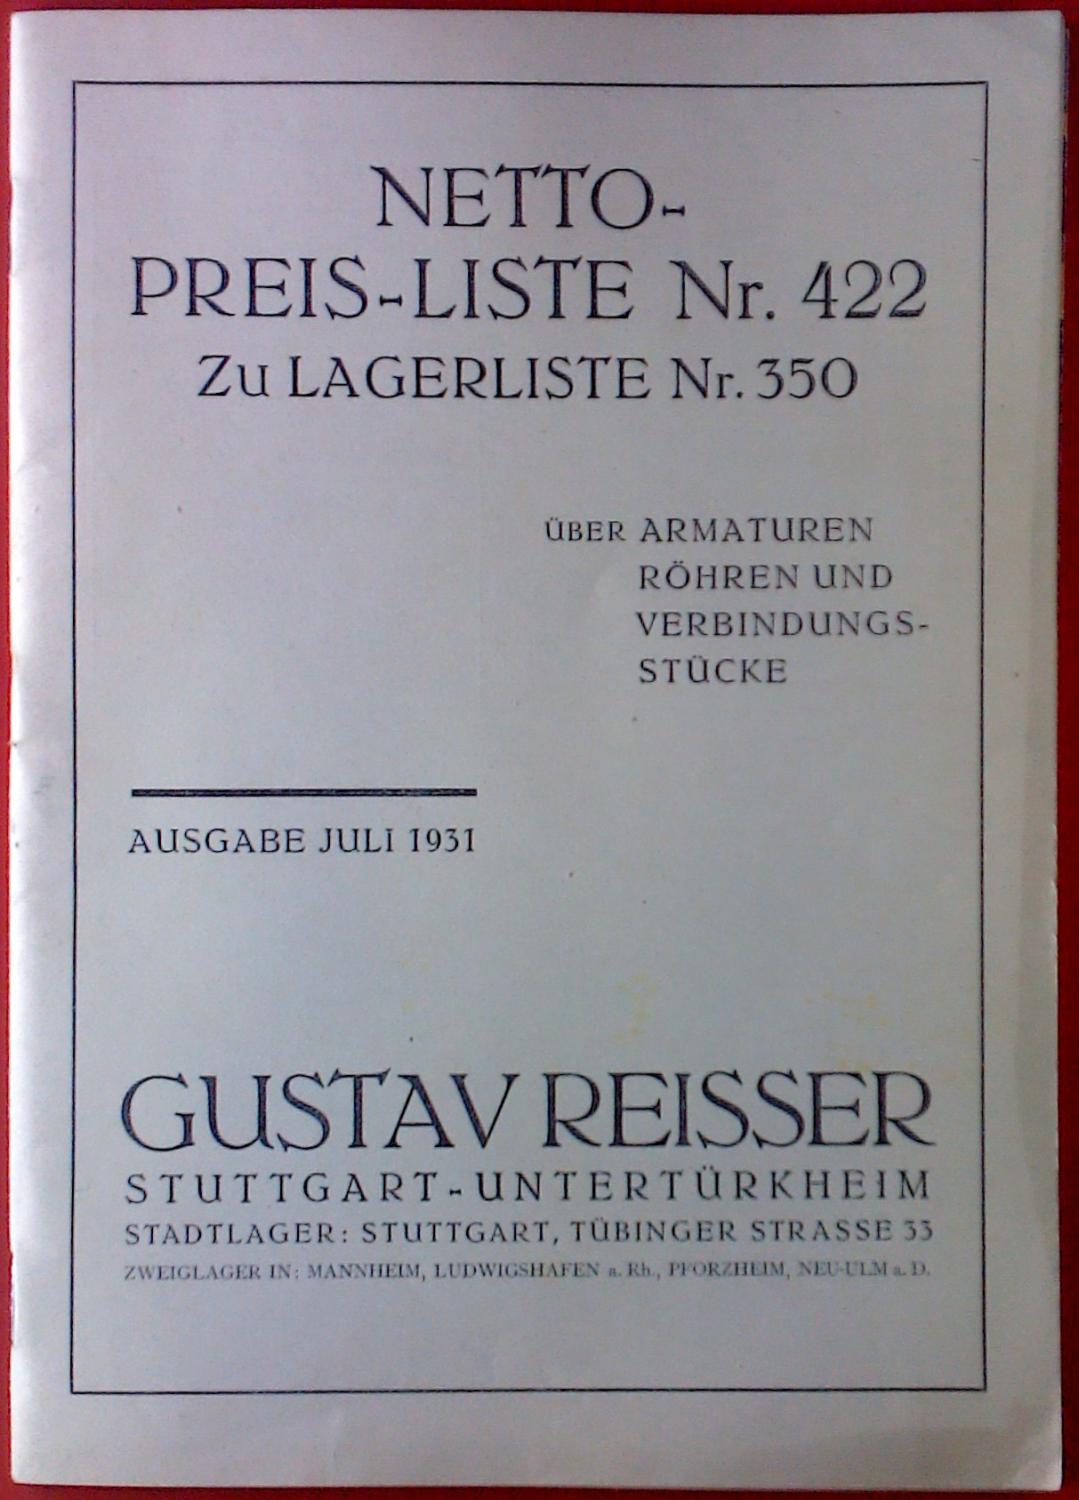 NETTO-
PREIS-LISTE Nr. 422
Zu LAGERLISTE Nr. 350
ÜBER ARMATUREN
RÖHREN UND
VERBINDUNGS-
STÜCKE
AUSGABE JULI 1931
GUSTAV REISSER
STUTTGART-UNTERTÜRKHEIM
STADTLAGER: STUTTGART, TÜBINGER STRASSE 33
ZWEIGLAGER IN: MANNHEIM, LUDWIGSHAFEN a. Rh., PFORZHEIM, NEU-ULM a. D.